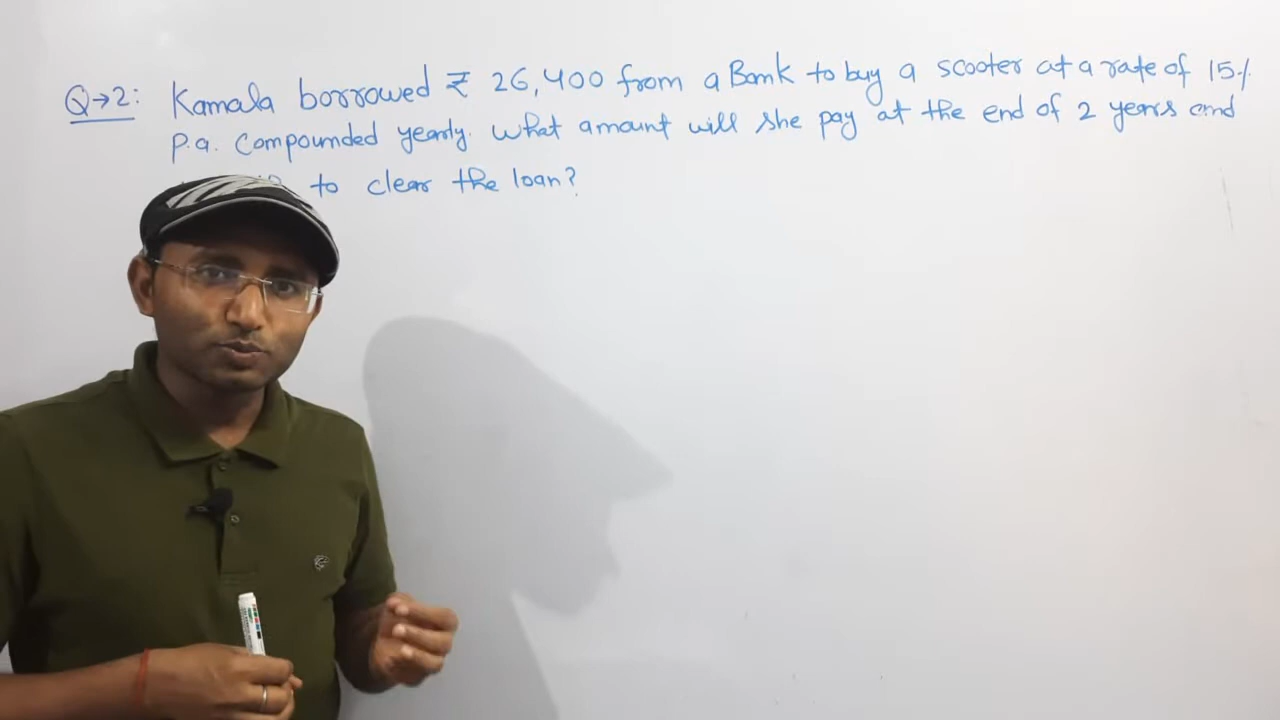 Q→2: Kamala borrowed ₹ 26,400 from a Bank to buy a scooter at a rate of 15%
p.a. compounded yearly. What amount will she pay at the end of 2 years and
to clear the loan?